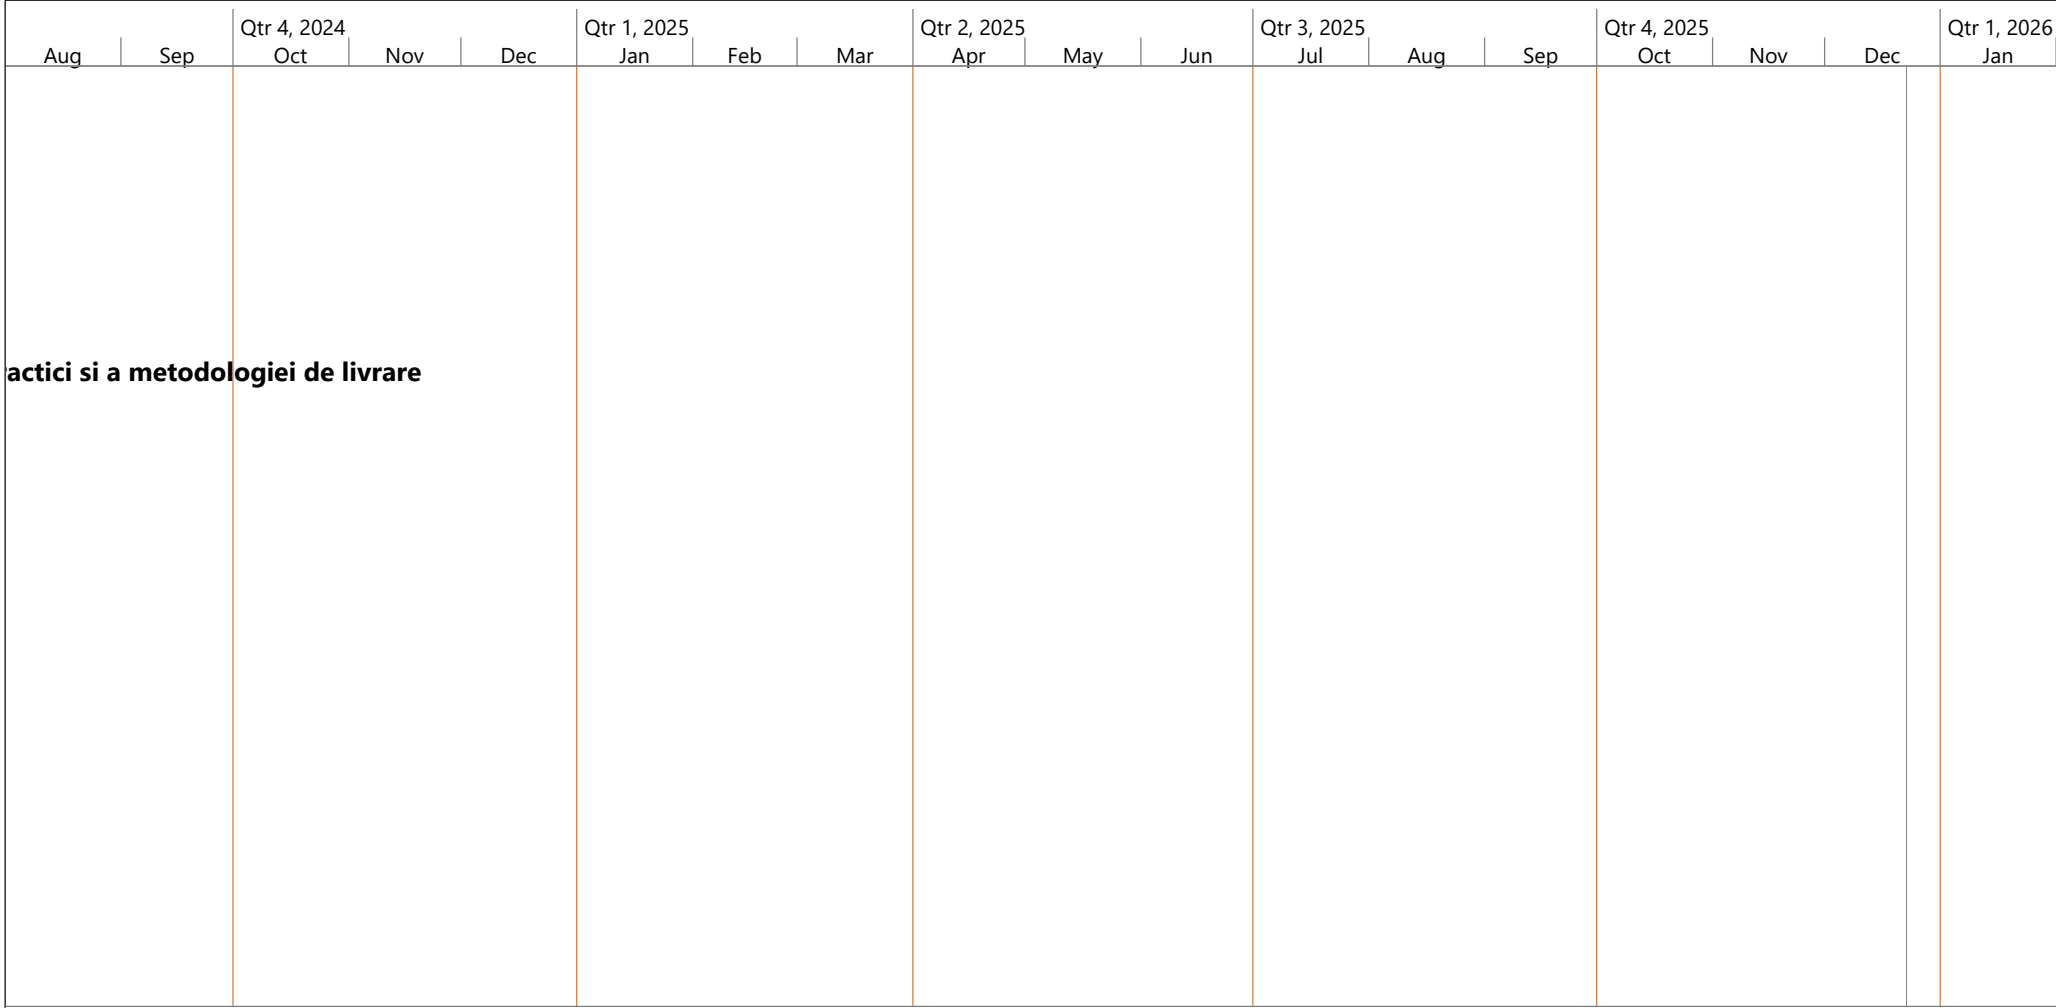 Qtr 4, 2024 Qtr 1, 2025 Qtr 2, 2025 Qtr 3, 2025 Qtr 4, 2025 Qtr 1, 2026
Aug Sep Oct Nov Dec Jan Feb Mar Apr May Jun Jul Aug Sep Oct Nov Dec Jan
actici si a metodologiei de livrare